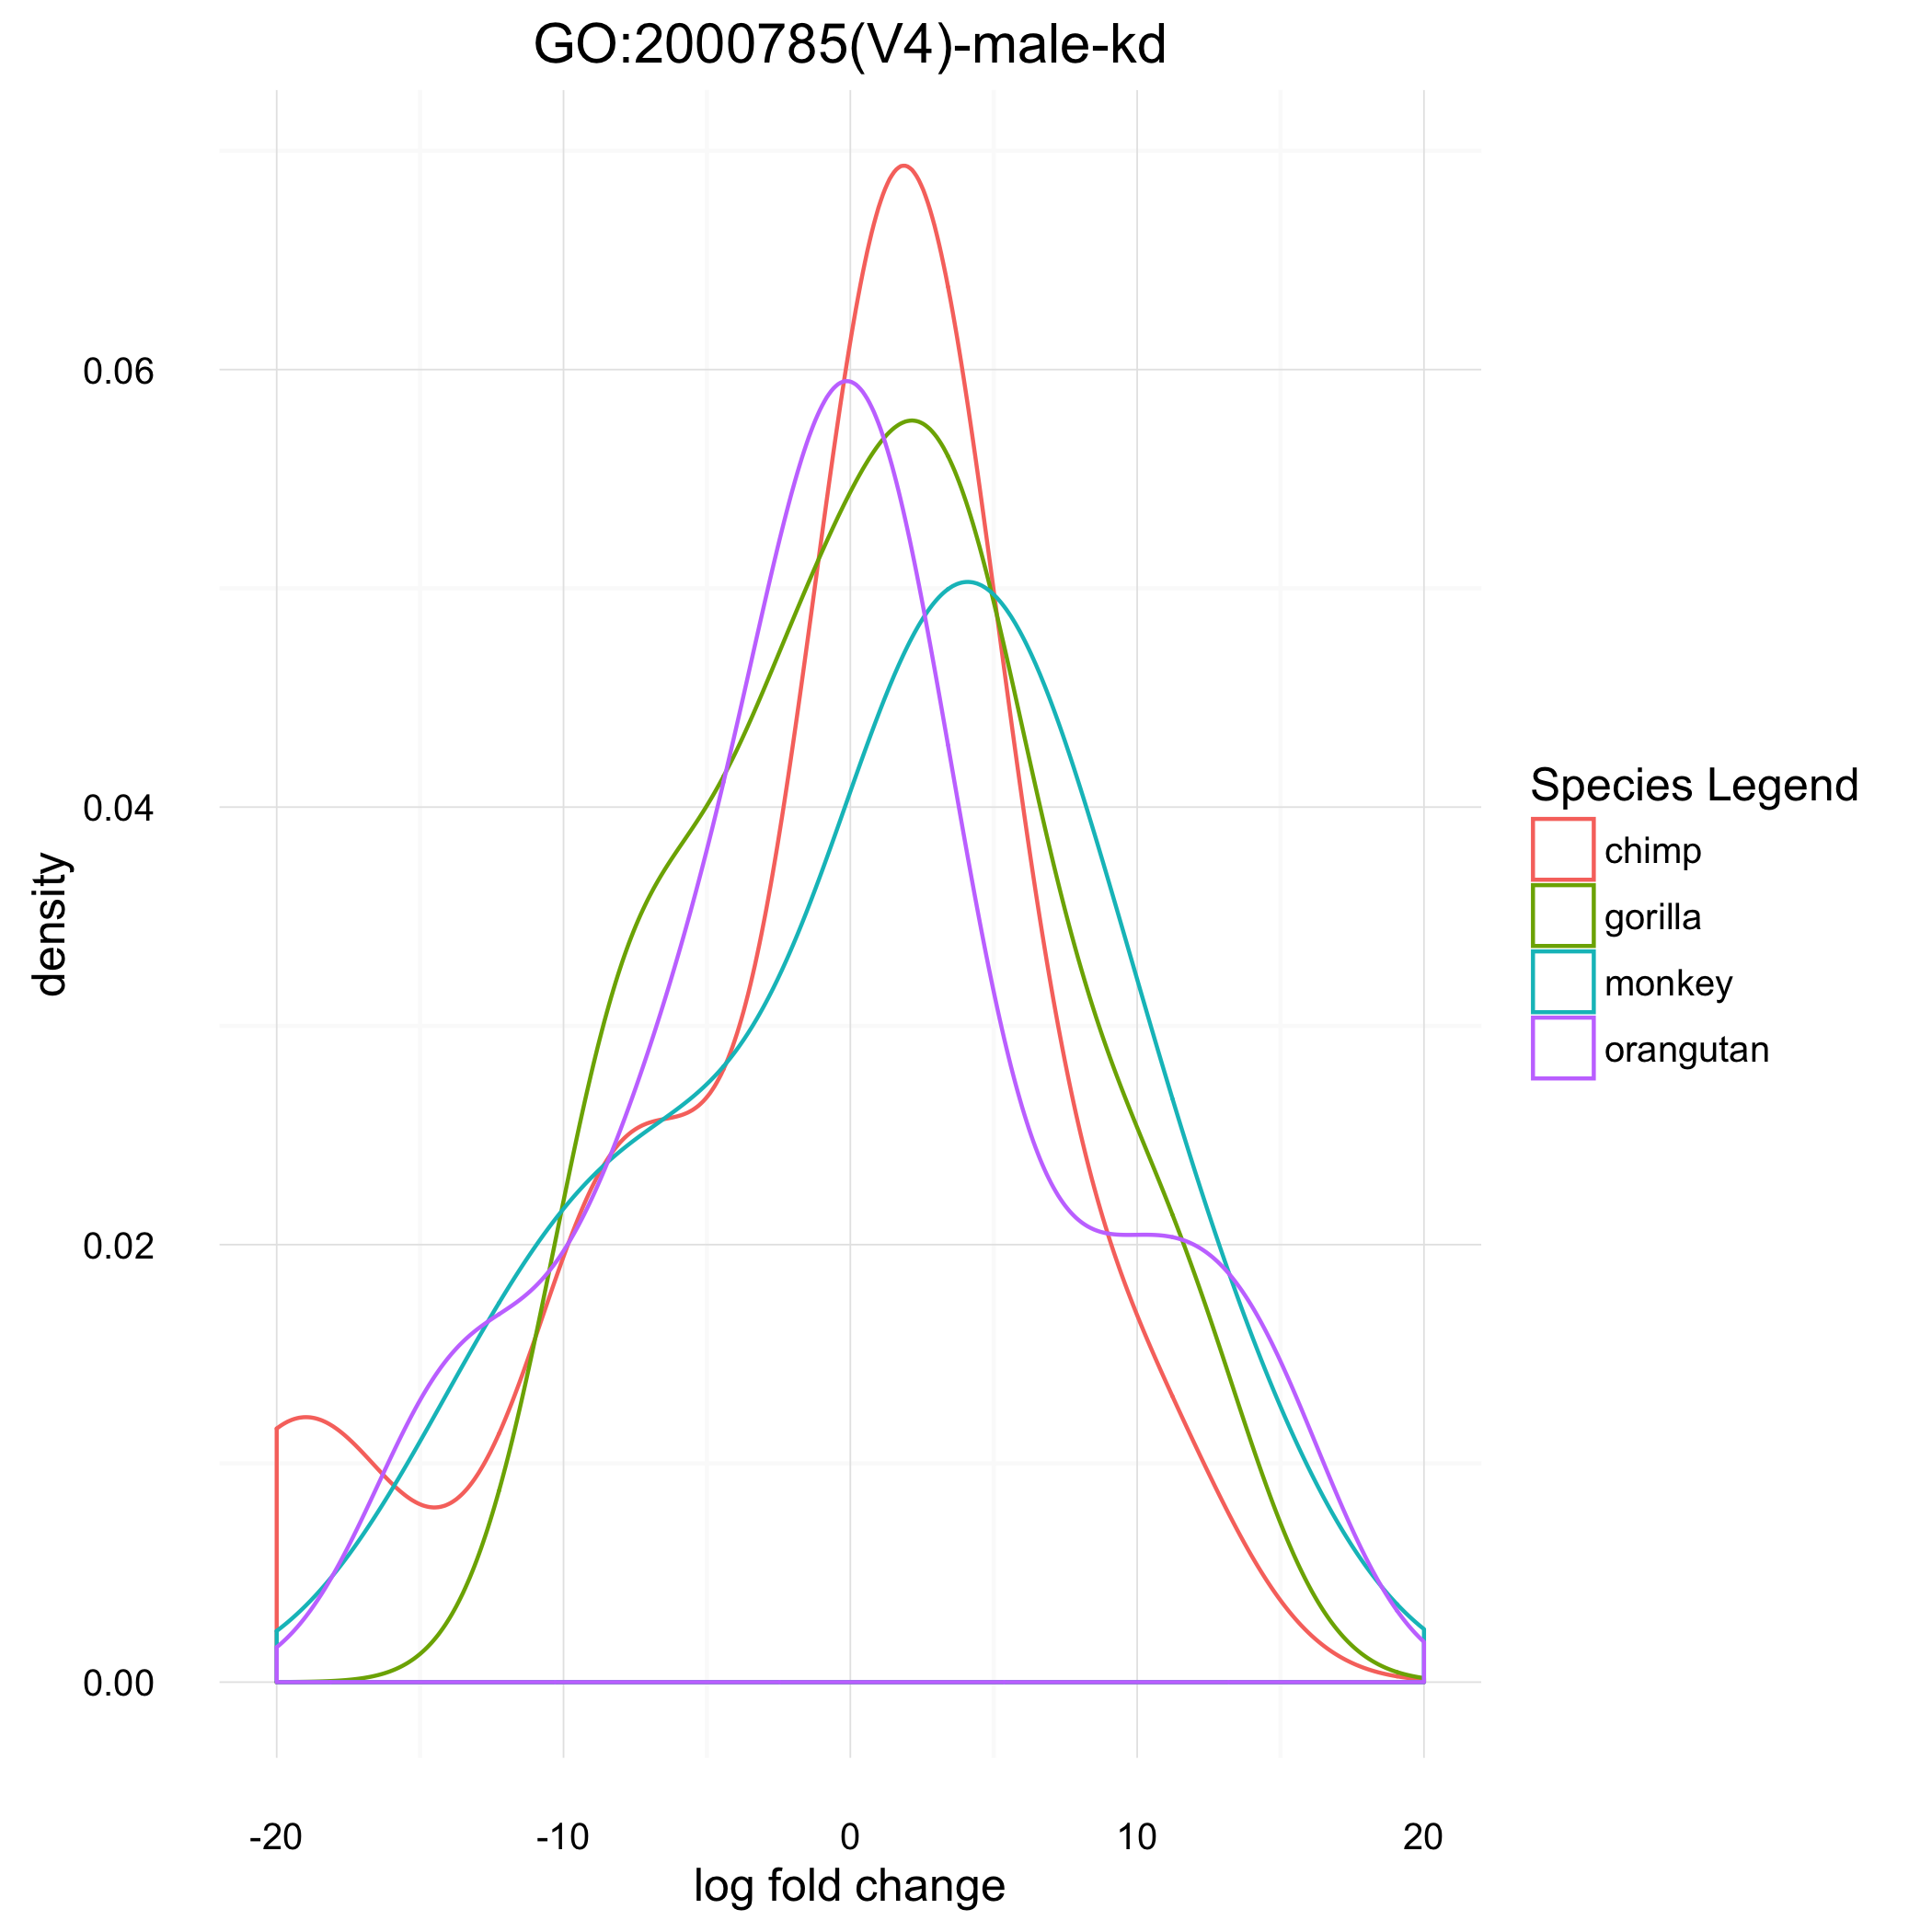 GO:2000785(V4)-male-kd
0.06
0.04
0.02
0.00
density
-20 -10 0 10 20
log fold change
Species Legend
chimp
gorilla
monkey
orangutan